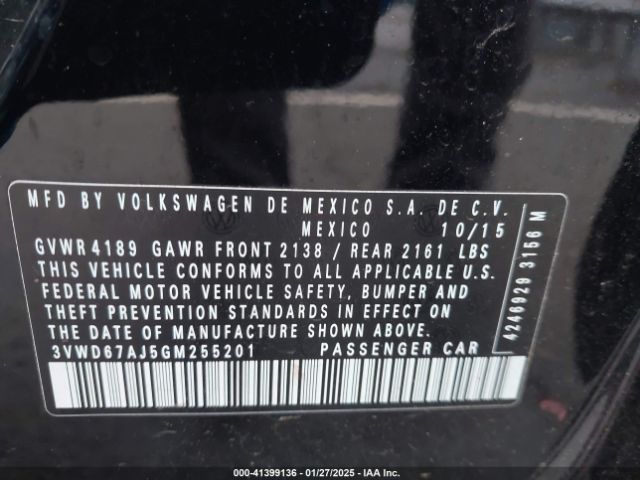 MFD BY VOLKSWAGEN DE MEXICO S.A. DE C.V.
MEXICO 10/15
GVWR 4189 GAWR FRONT 2138 / REAR 2161 LBS
THIS VEHICLE CONFORMS TO ALL APPLICABLE U.S.
FEDERAL MOTOR VEHICLE SAFETY, BUMPER AND
THEFT PREVENTION STANDARDS IN EFFECT ON
THE DATE OF MANUFACTURE SHOWN ABOVE.
3VWD67AJ5GM255201 PASSENGER CAR
4246929 3156 M
000-41399136 - 01/27/2025 - IAA Inc.